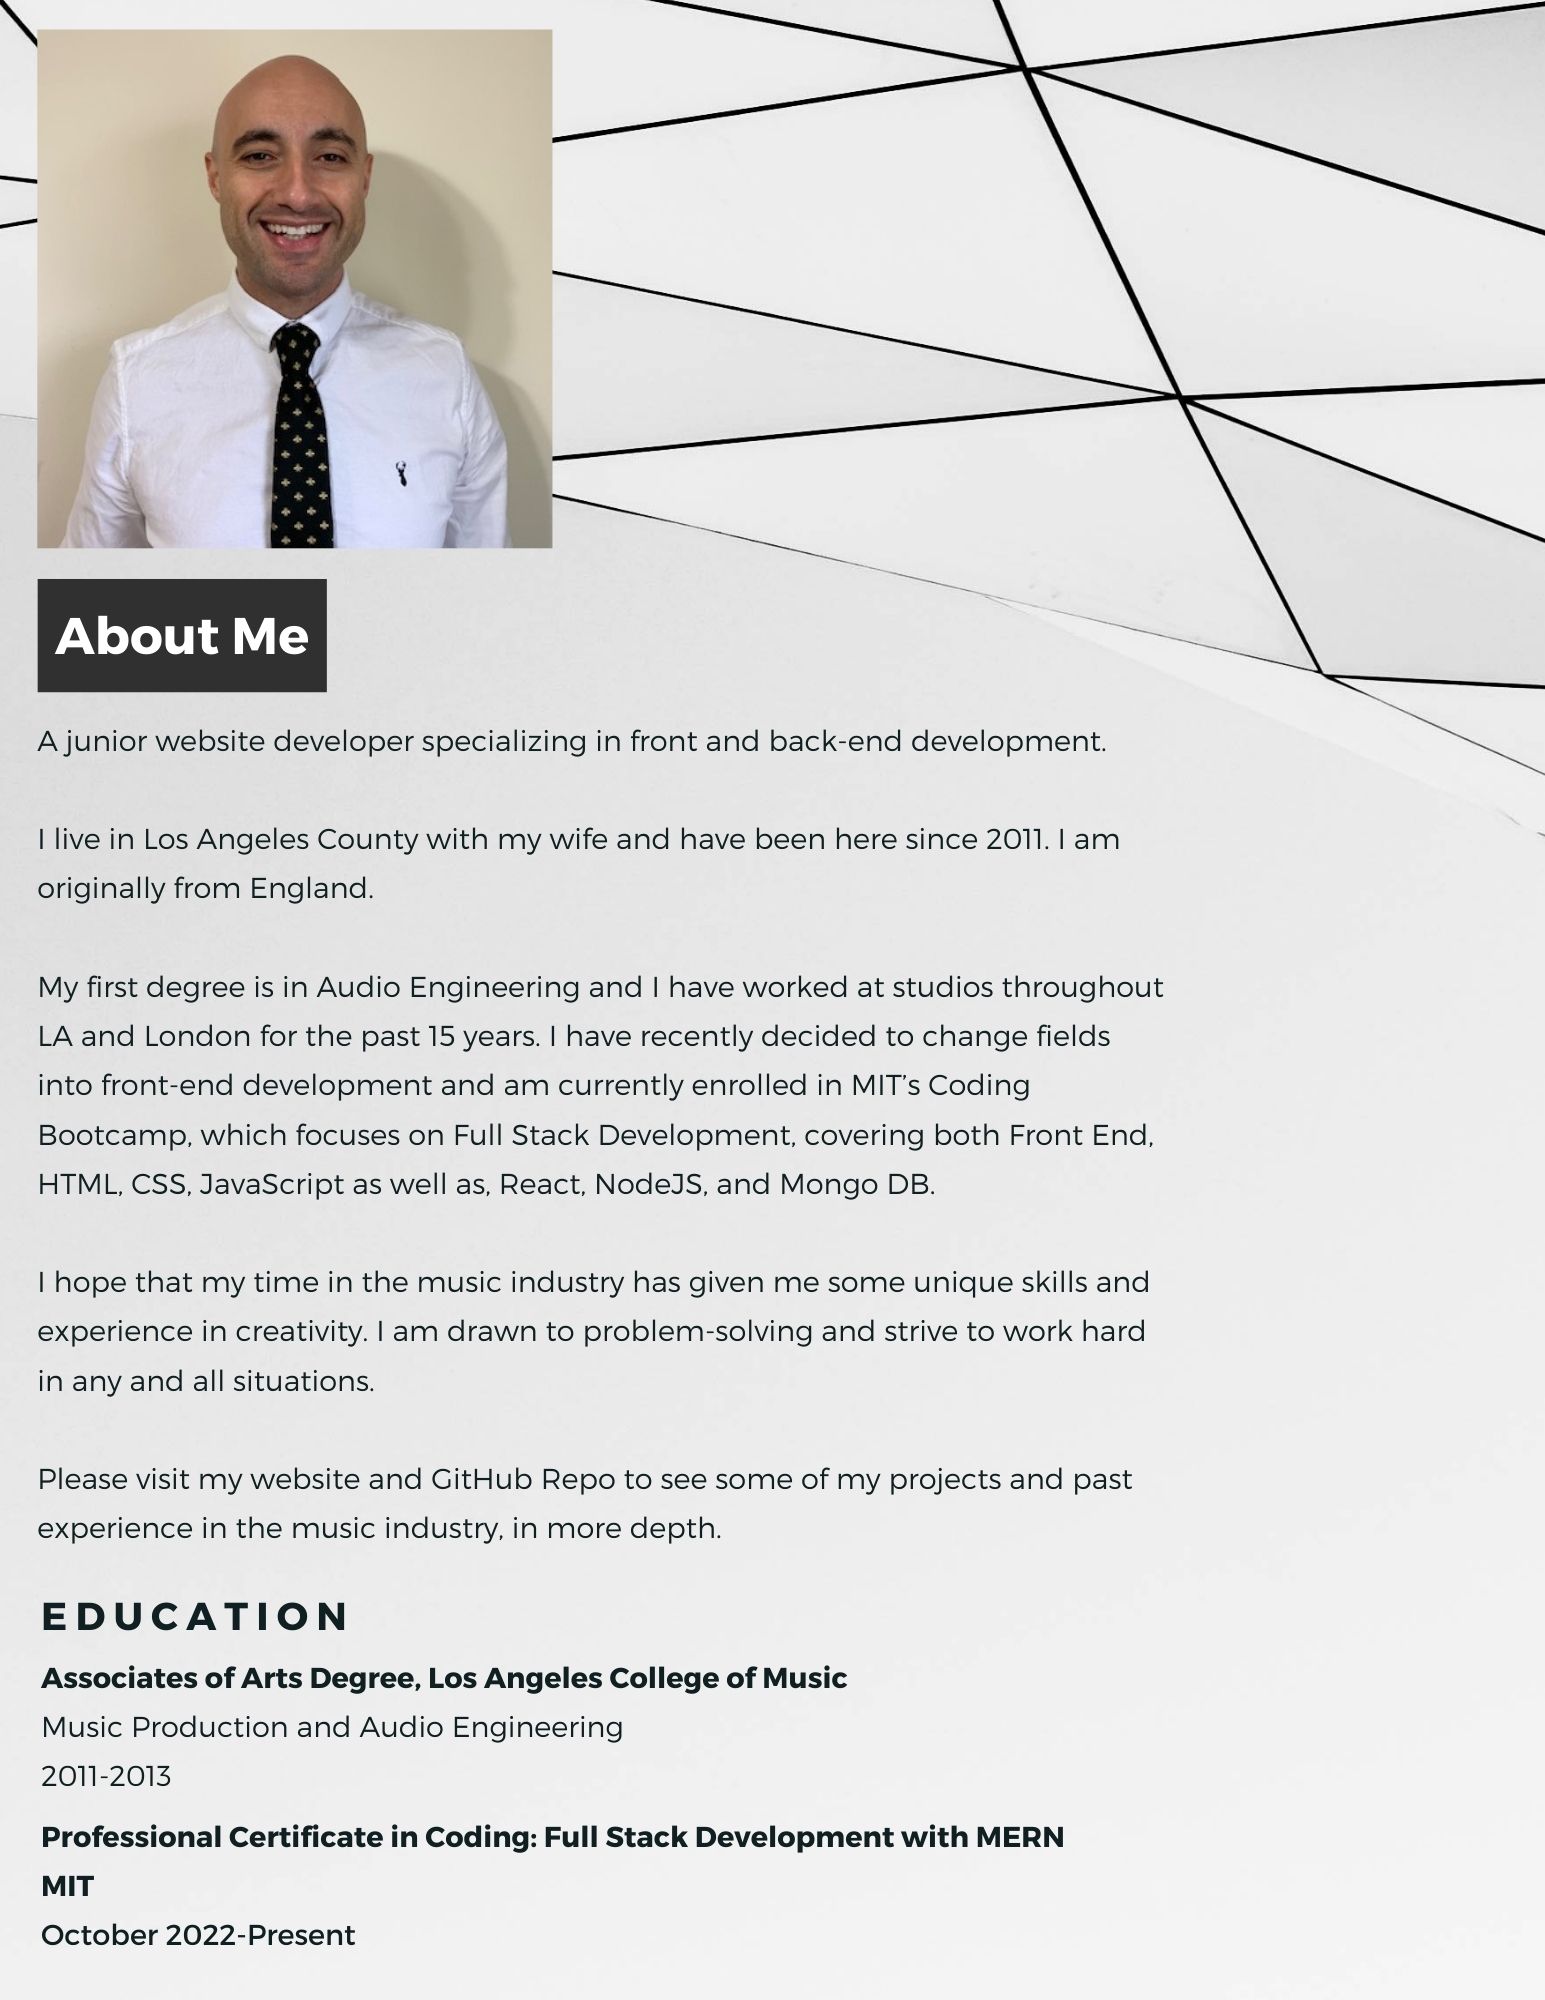 About Me
A junior website developer specializing in front and back-end development.
I live in Los Angeles County with my wife and have been here since 2011. I am
originally from England.
My first degree is in Audio Engineering and I have worked at studios throughout
LA and London for the past 15 years. I have recently decided to change fields
into front-end development and am currently enrolled in MIT’s Coding
Bootcamp, which focuses on Full Stack Development, covering both Front End,
HTML, CSS, JavaScript as well as, React, NodeJS, and Mongo DB.
I hope that my time in the music industry has given me some unique skills and
experience in creativity. I am drawn to problem-solving and strive to work hard
in any and all situations.
Please visit my website and GitHub Repo to see some of my projects and past
experience in the music industry, in more depth.
EDUCATION
Associates of Arts Degree, Los Angeles College of Music
Music Production and Audio Engineering
2011-2013
Professional Certificate in Coding: Full Stack Development with MERN
MIT
October 2022-Present